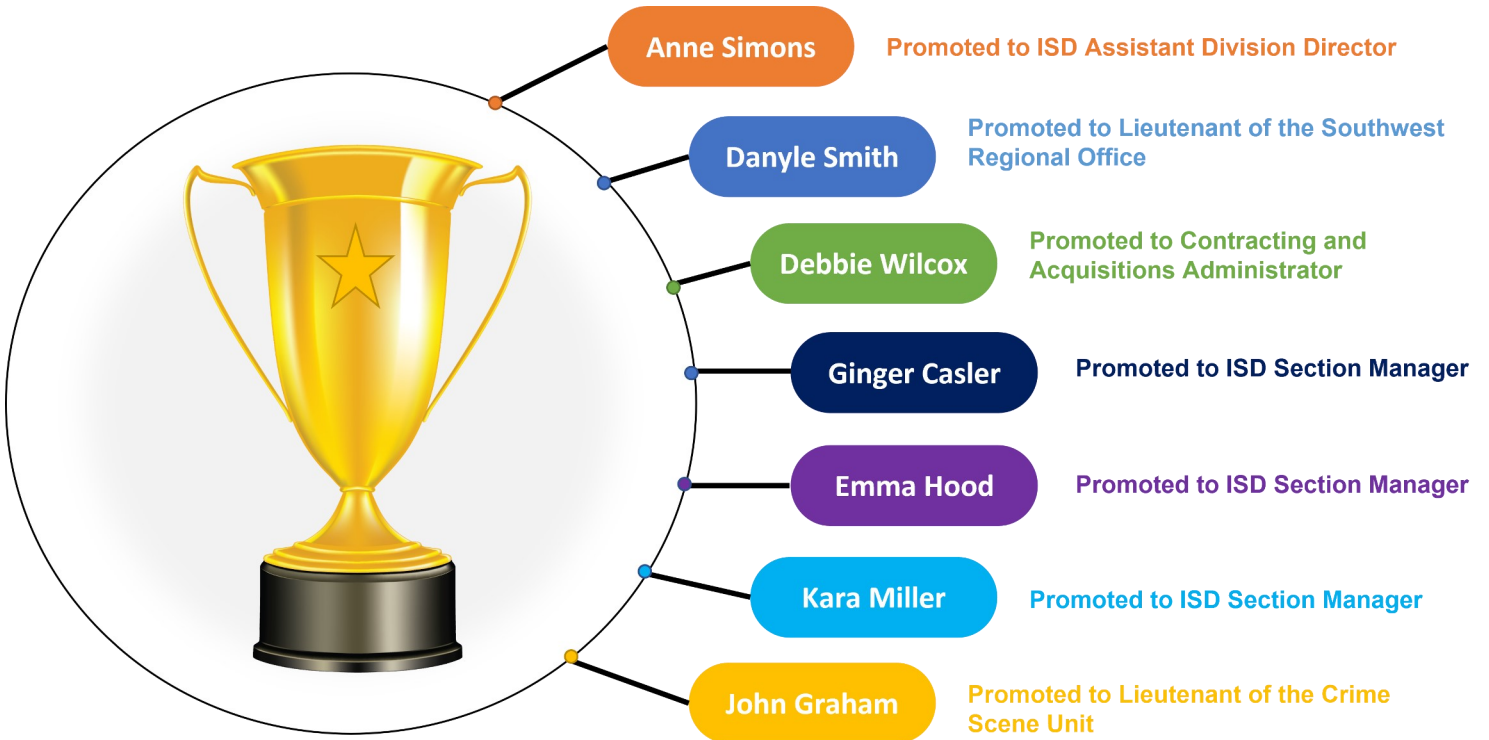 Anne Simons
Promoted to ISD Assistant Division Director
Danyle Smith
Promoted to Lieutenant of the Southwest
Regional Office
Debbie Wilcox
Promoted to Contracting and
Acquisitions Administrator
Ginger Casler
Promoted to ISD Section Manager
Emma Hood
Promoted to ISD Section Manager
Kara Miller
Promoted to ISD Section Manager
John Graham
Promoted to Lieutenant of the Crime
Scene Unit